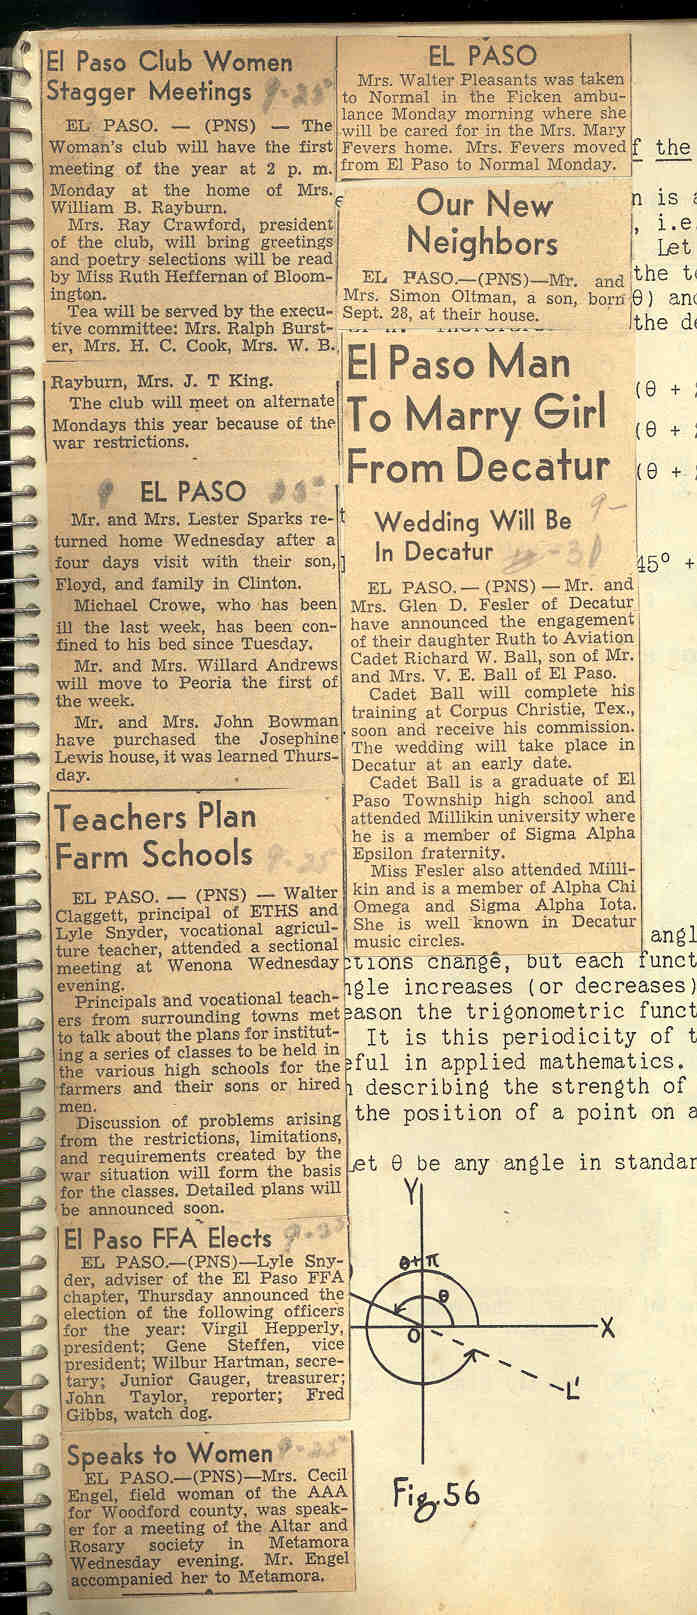 El Paso Club Women
Stagger Meetings 9-25
EL PASO. — (PNS) — The
Woman's club will have the first
meeting of the year at 2 p. m.
Monday at the home of Mrs.
William B. Rayburn.
Mrs. Ray Crawford, president
of the club, will bring greetings
and poetry selections will be read
by Miss Ruth Heffernan of Bloom-
ington.
Tea will be served by the execu-
tive committee: Mrs. Ralph Burst-
er, Mrs. H. C. Cook, Mrs. W. B.
Rayburn, Mrs. J. T King.
The club will meet on alternate
Mondays this year because of the
war restrictions.
EL PASO
Mr. and Mrs. Lester Sparks re-
turned home Wednesday after a
four days visit with their son,
Floyd, and family in Clinton.
Michael Crowe, who has been
ill the last week, has been con-
fined to his bed since Tuesday.
Mr. and Mrs. Willard Andrews
will move to Peoria the first of
the week.
Mr. and Mrs. John Bowman
have purchased the Josephine
Lewis house, it was learned Thurs-
day.
Teachers Plan
Farm Schools 9-25
EL PASO. — (PNS) — Walter
Claggett, principal of ETHS and
Lyle Snyder, vocational agricul-
ture teacher, attended a sectional
meeting at Wenona Wednesday
evening.
Principals and vocational teach-
ers from surrounding towns met
to talk about the plans for institut-
ing a series of classes to be held in
the various high schools for the
farmers and their sons or hired
men.
Discussion of problems arising
from the restrictions, limitations,
and requirements created by the
war situation will form the basis
for the classes. Detailed plans will
be announced soon.
El Paso FFA Elects
EL PASO.—(PNS)—Lyle Sny-
der, adviser of the El Paso FFA
chapter, Thursday announced the
election of the following officers
for the year: Virgil Hepperly,
president; Gene Steffen, vice
president; Wilbur Hartman, secre-
tary; Junior Gauger, treasurer;
John Taylor, reporter; Fred
Gibbs, watch dog.
Speaks to Women 9-25
EL PASO.—(PNS)—Mrs. Cecil
Engel, field woman of the AAA
for Woodford county, was speak-
er for a meeting of the Altar and
Rosary society in Metamora
Wednesday evening. Mr. Engel
accompanied her to Metamora.
EL PASO
Mrs. Walter Pleasants was taken
to Normal in the Ficken ambu-
lance Monday morning where she
will be cared for in the Mrs. Mary
Fevers home. Mrs. Fevers moved
from El Paso to Normal Monday.
Our New
Neighbors
EL PASO.—(PNS)—Mr. and
Mrs. Simon Oltman, a son, born
Sept. 28, at their house.
El Paso Man
To Marry Girl
From Decatur
Wedding Will Be
In Decatur
EL PASO.—(PNS)—Mr. and
Mrs. Glen D. Fesler of Decatur
have announced the engagement
of their daughter Ruth to Aviation
Cadet Richard W. Ball, son of Mr.
and Mrs. V. E. Ball of El Paso.
Cadet Ball will complete his
training at Corpus Christie, Tex.,
soon and receive his commission.
The wedding will take place in
Decatur at an early date.
Cadet Ball is a graduate of El
Paso Township high school and
attended Millikin university where
he is a member of Sigma Alpha
Epsilon fraternity.
Miss Fesler also attended Milli-
kin and is a member of Alpha Chi
Omega and Sigma Alpha Iota.
She is well known in Decatur
music circles.
the
n is
, i.e.
Let
the
θ) and
the
(θ +
(θ +
(θ +
45° +
ctions change, but each funct
ngle increases (or decreases)
eason the trigonometric funct
It is this periodicity of
eful in applied mathematics.
describing the strength of
the position of a point on a
Let θ be any angle in standar
Y
θ+π
θ
O
X
L'
Fig.56